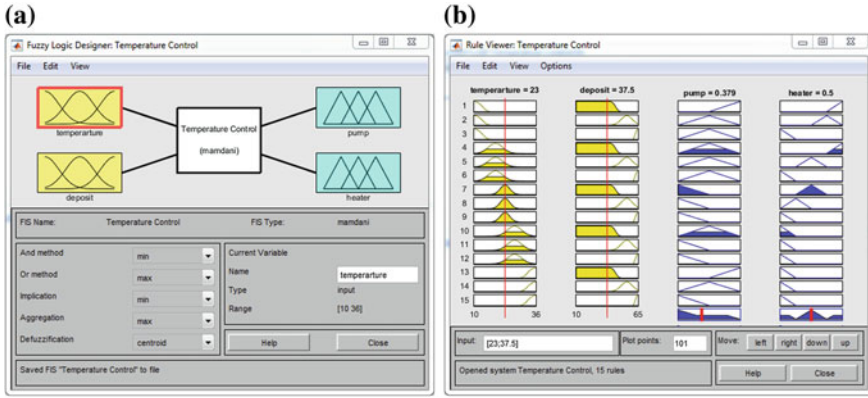 (a)
Fuzzy Logic Designer: Temperature Control
File Edit View
temperarture
deposit
Temperature Control
(mamdani)
pump
heater
FIS Name: Temperature Control FIS Type: mamdani
And method min
Or method max
Implication min
Aggregation max
Defuzzification centroid
Current Variable
Name temperarture
Type input
Range [10 36]
Help Close
Saved FIS "Temperature Control" to file
(b)
Rule Viewer: Temperature Control
File Edit View Options
temperarture = 23 deposit = 37.5 pump = 0.379 heater = 0.5
1
2
3
4
5
6
7
8
9
10
11
12
13
14
15
10 36 10 65
Input: [23;37.5] Plot points: 101 Move: left right down up
Opened system Temperature Control, 15 rules Help Close